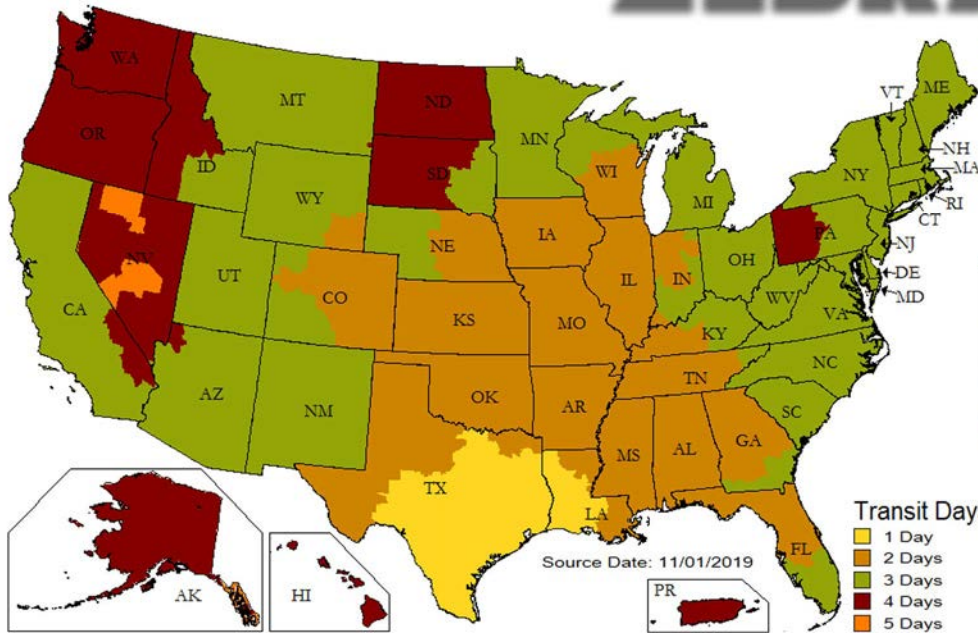 WA
MT
ND
MN
VT
ME
OR
ID
SD
WI
NH
MA
WY
MI
NY
RI
CT
NE
IA
PA
NJ
NV
UT
CO
IL
IN
OH
DE
MD
CA
KS
MO
WV
VA
KY
NC
TN
AZ
NM
OK
AR
SC
MS
AL
GA
TX
LA
FL
Transit Day
1 Day
2 Days
3 Days
4 Days
5 Days
Source Date: 11/01/2019
AK
HI
PR